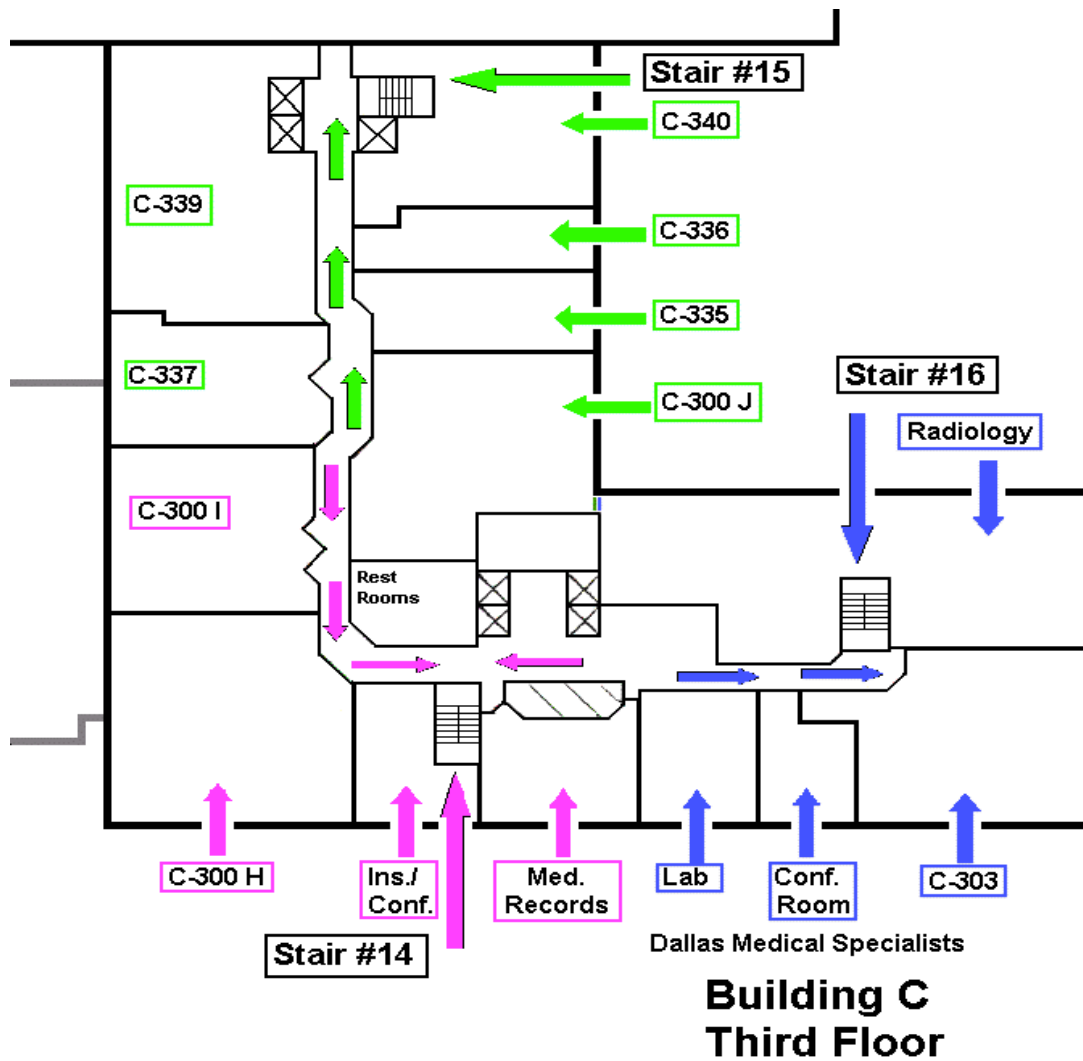 Stair #15
C-340
C-339
C-336
C-335
C-337
Stair #16
C-300 J
Radiology
C-300 I
Rest
Rooms
C-300 H
Ins./
Conf.
Med.
Records
Lab
Conf.
Room
C-303
Stair #14
Dallas Medical Specialists
Building C
Third Floor